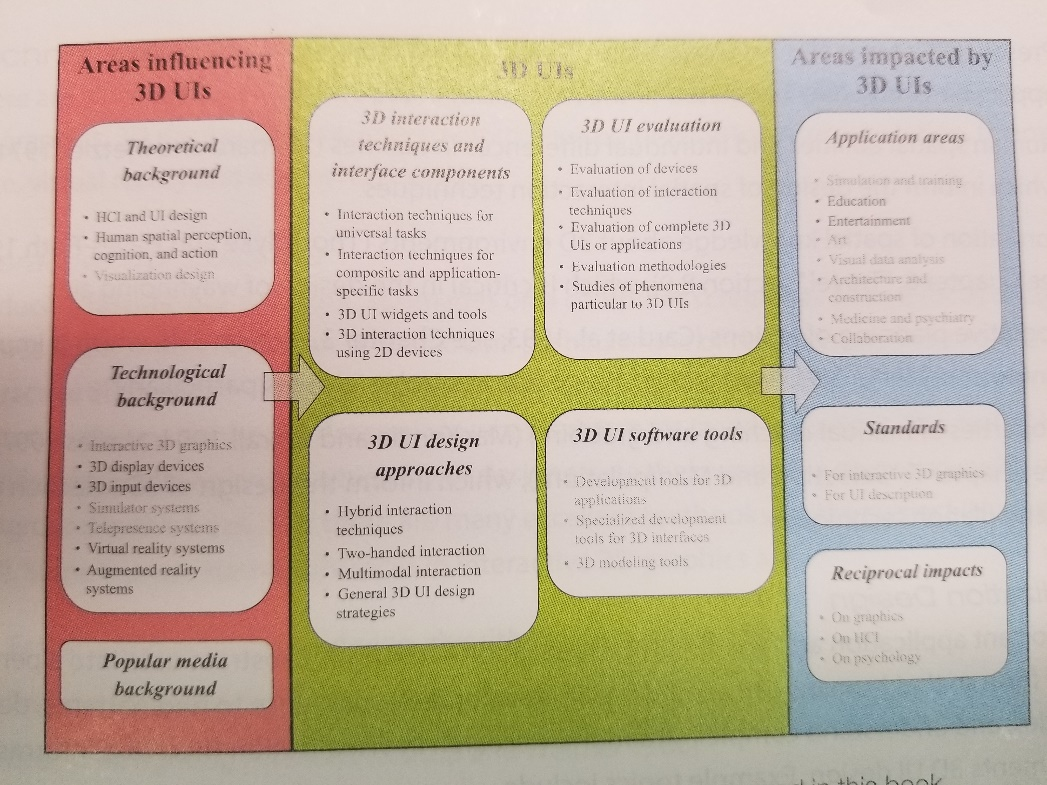 Areas influencing
3D UIs
Theoretical
background
• HCI and UI design
• Human spatial perception,
cognition, and action
• Visualization design
Technological
background
• Interactive 3D graphics
• 3D display devices
• 3D input devices
• Simulator systems
• Telepresence systems
• Virtual reality systems
• Augmented reality
systems
Popular media
background
3D UIs
3D interaction
techniques and
interface components
• Interaction techniques for
universal tasks
• Interaction techniques for
composite and application-
specific tasks
• 3D UI widgets and tools
• 3D interaction techniques
using 2D devices
3D UI evaluation
• Evaluation of devices
• Evaluation of interaction
techniques
• Evaluation of complete 3D
UIs or applications
• Evaluation methodologies
• Studies of phenomena
particular to 3D UIs
3D UI design
approaches
• Hybrid interaction
techniques
• Two-handed interaction
• Multimodal interaction
• General 3D UI design
strategies
3D UI software tools
• Development tools for 3D
applications
• Specialized development
tools for 3D interfaces
• 3D modeling tools
Areas impacted by
3D UIs
Application areas
• Simulation and training
• Education
• Entertainment
• Art
• Visual data analysis
• Architecture and
construction
• Medicine and psychiatry
• Collaboration
Standards
• For interactive 3D graphics
• For UI description
Reciprocal impacts
• On graphics
• On HCI
• On psychology
in this book